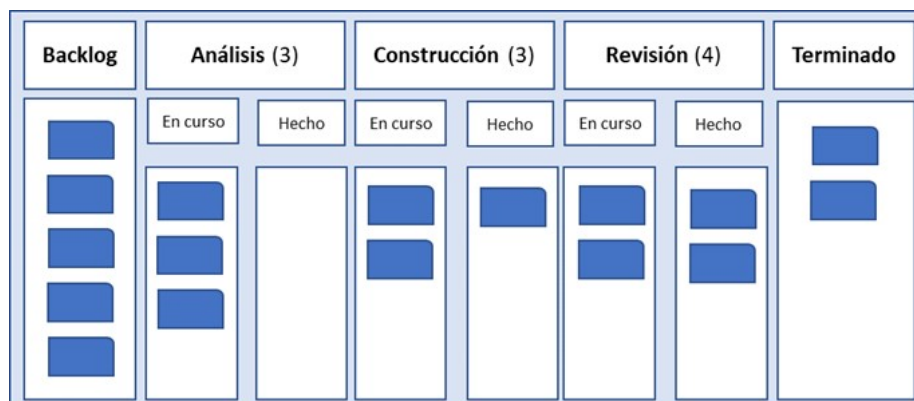 Backlog
Análisis (3)
Construcción (3)
Revisión (4)
Terminado
En curso
Hecho
En curso
Hecho
En curso
Hecho